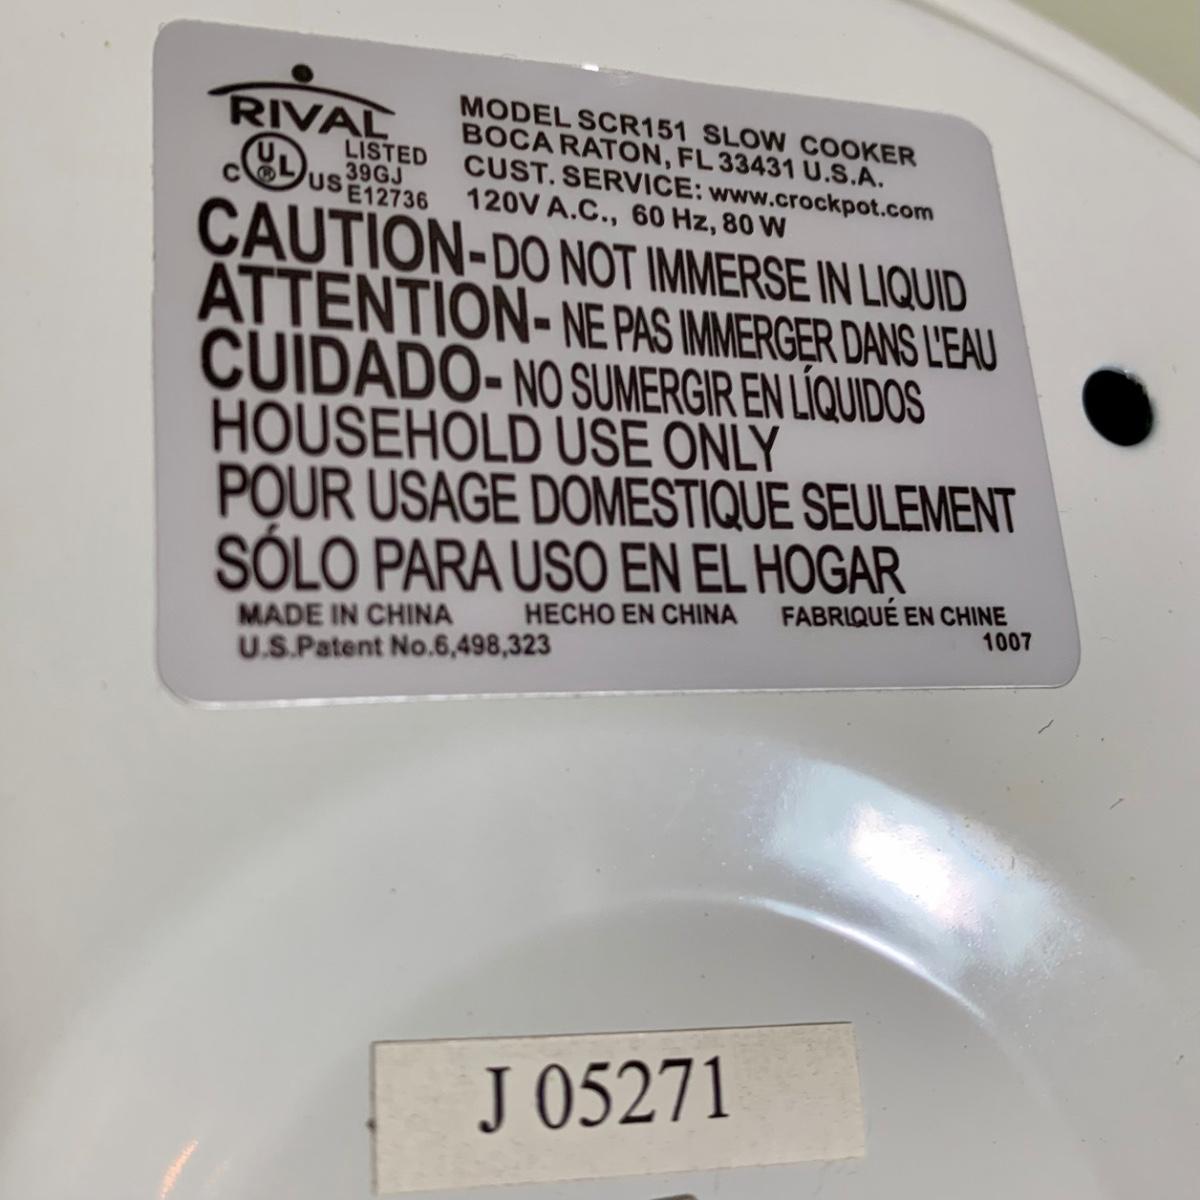 RIVAL
MODEL SCR151 SLOW COOKER
BOCA RATON, FL 33431 U.S.A.
CUST. SERVICE: www.crockpot.com
120V A.C., 60 Hz, 80 W
C UL ® US LISTED
39GJ
E12736
CAUTION-DO NOT IMMERSE IN LIQUID
ATTENTION- NE PAS IMMERGER DANS L'EAU
CUIDADO- NO SUMERGIR EN LÍQUIDOS
HOUSEHOLD USE ONLY
POUR USAGE DOMESTIQUE SEULEMENT
SÓLO PARA USO EN EL HOGAR
MADE IN CHINA HECHO EN CHINA FABRIQUÉ EN CHINE
U.S.Patent No.6,498,323 1007
J 05271